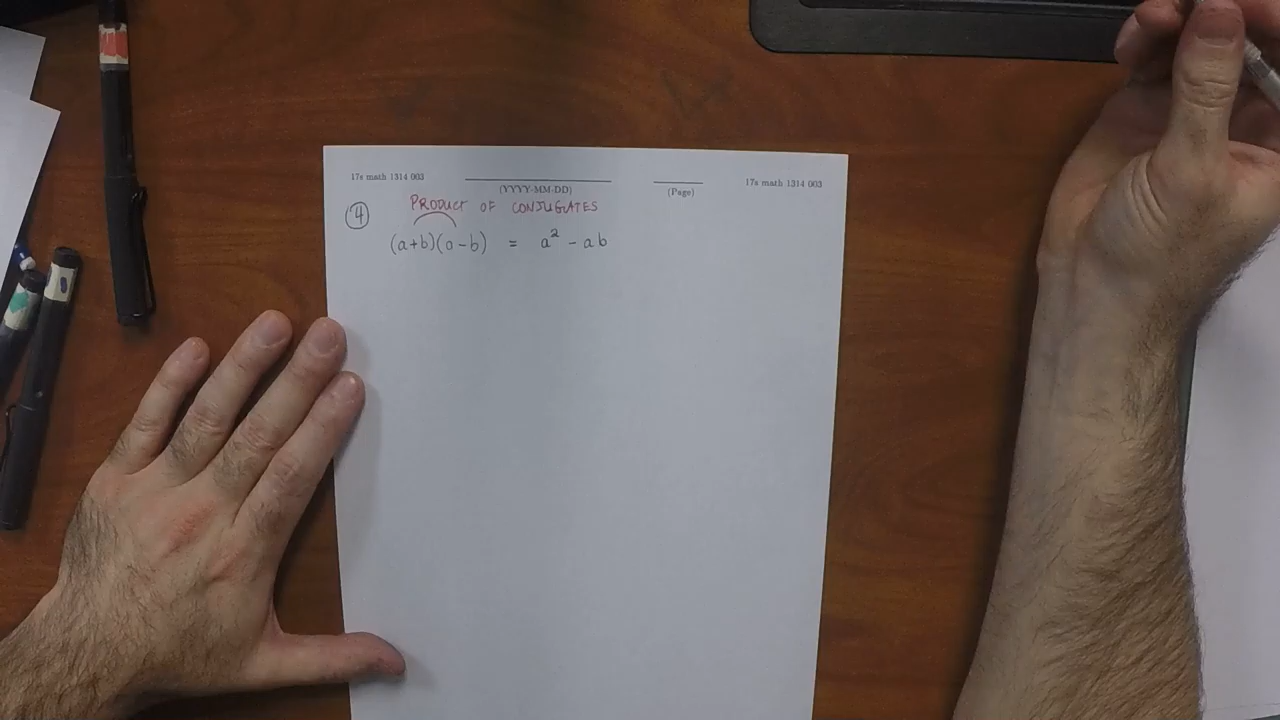 17s math 1314 003 (YYYY-MM-DD) (Page) 17s math 1314 003
④ PRODUCT OF CONJUGATES
(a+b)(a-b) = a² - ab